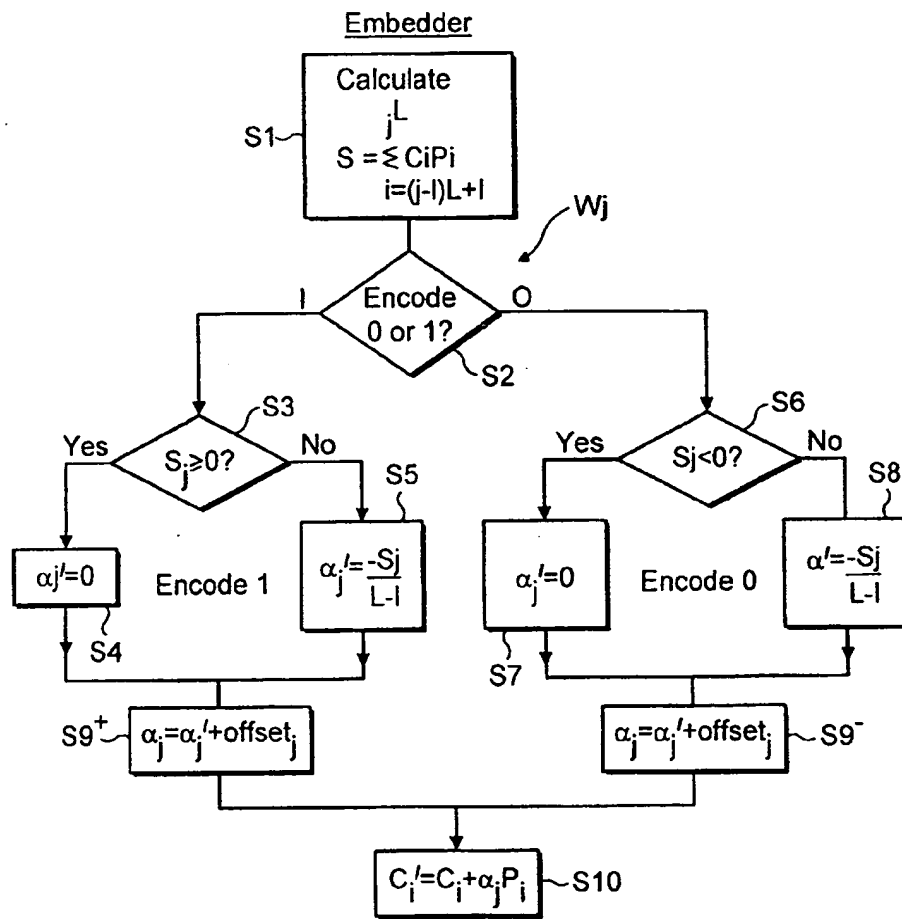 Embedder
Calculate
jL
S1
S = ≤ CiPi
i=(j-I)L+I
Wj
I
Encode
O
0 or 1?
S2
S3
S6
Yes
No
Yes
No
Sj≥0?
S5
Sj<0?
S8
αj′=0
Encode 1
αj′=-Sj
L-I
αj′=0
Encode 0
α′=-Sj
L-I
S4
S7
S9+
αj=αj′+offsetj
αj=αj′+offsetj
S9-
Ci′=Ci+αjPi
S10